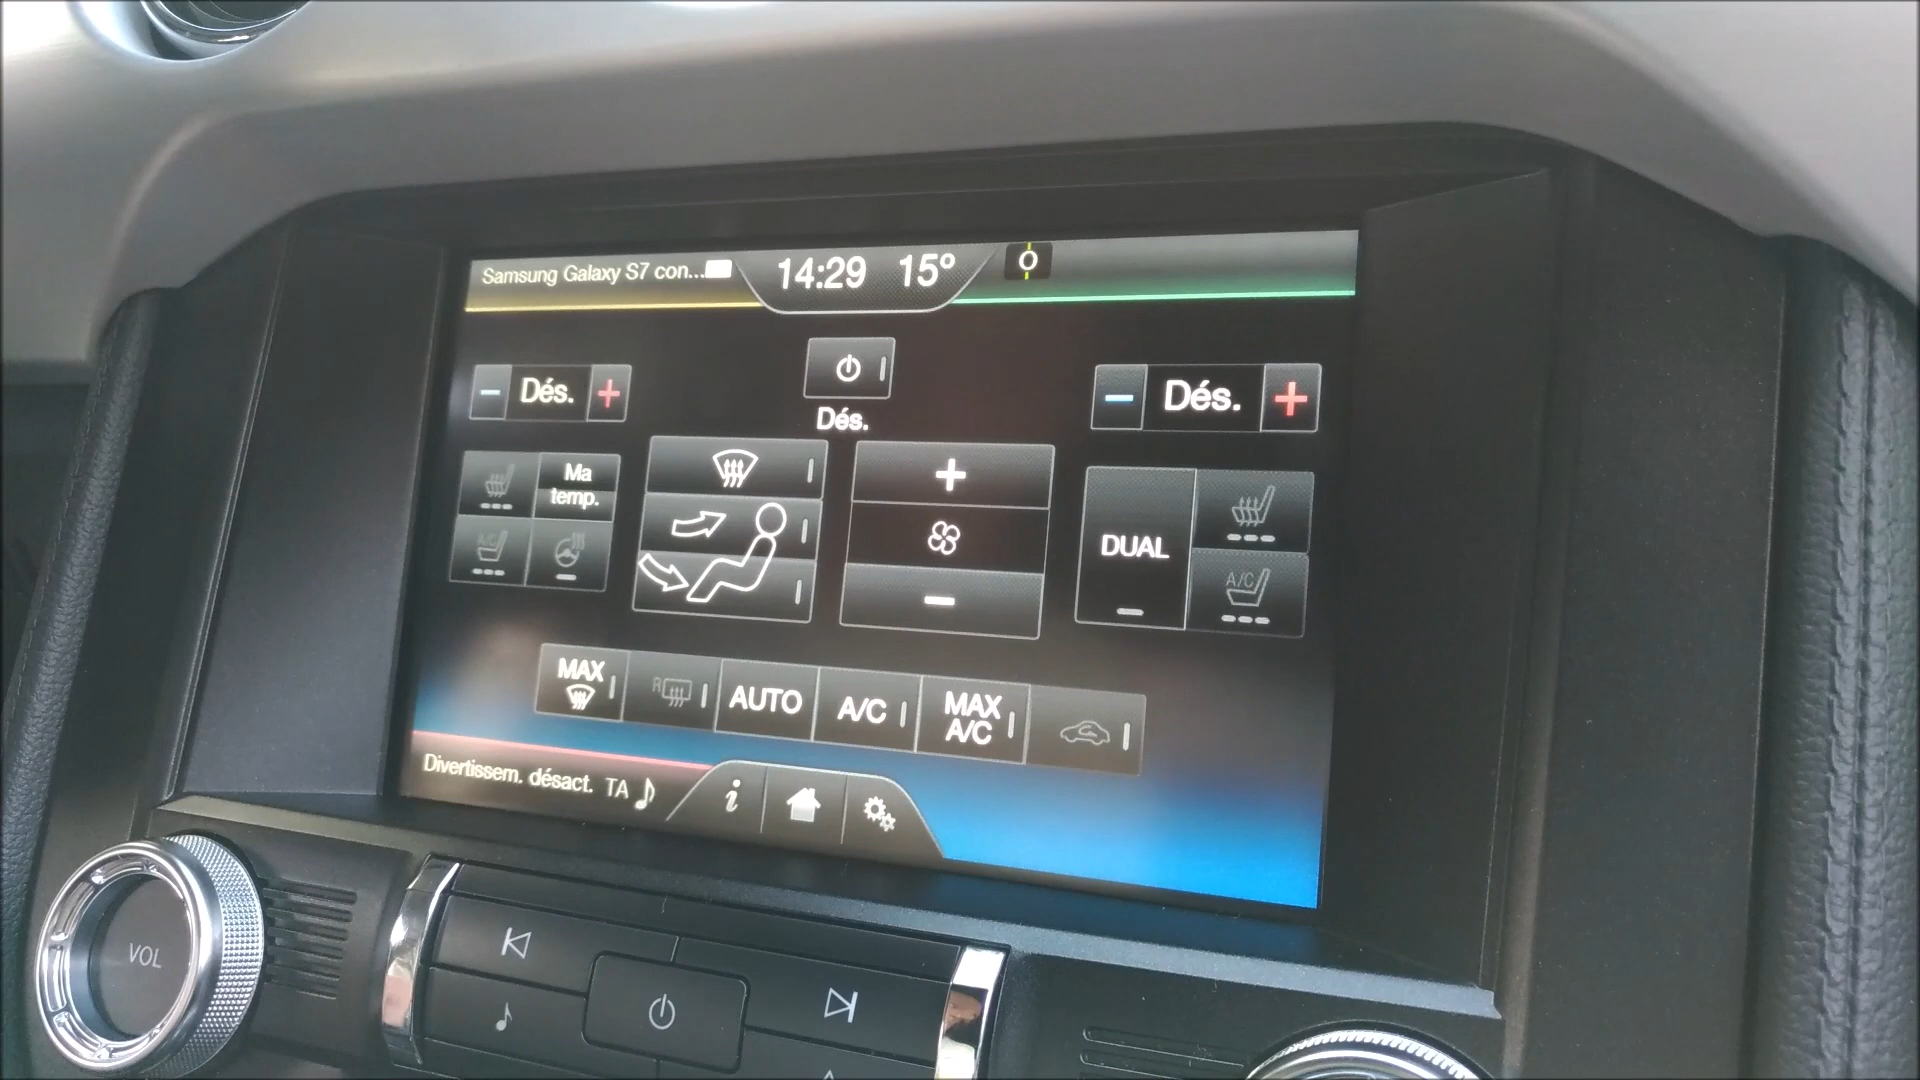 Samsung Galaxy S7 con...
14:29 15°
Dés.
Dés.
Dés.
Ma
temp.
A/C
DUAL
A/C
MAX
R
AUTO
A/C
MAX
A/C
Divertissem. désact. TA
VOL